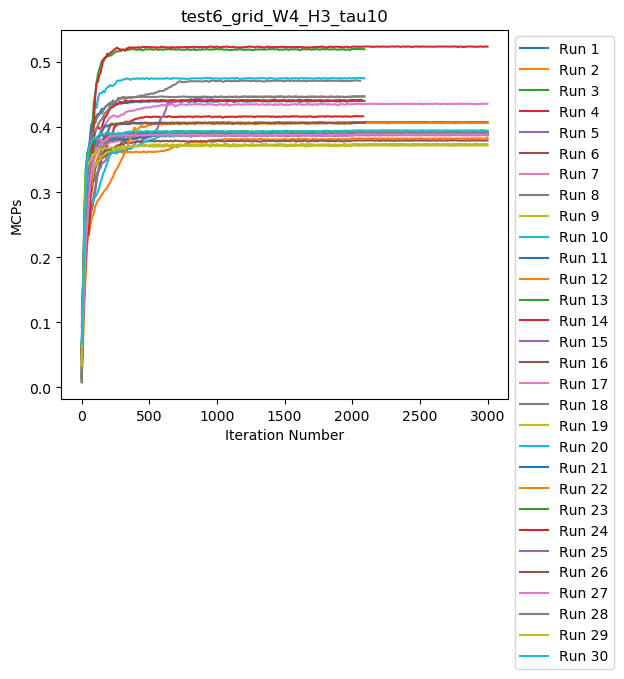 test6_grid_W4_H3_tau10
MCPs
0.5
0.4
0.3
0.2
0.1
0.0
0 500 1000 1500 2000 2500 3000
Iteration Number
Run 1
Run 2
Run 3
Run 4
Run 5
Run 6
Run 7
Run 8
Run 9
Run 10
Run 11
Run 12
Run 13
Run 14
Run 15
Run 16
Run 17
Run 18
Run 19
Run 20
Run 21
Run 22
Run 23
Run 24
Run 25
Run 26
Run 27
Run 28
Run 29
Run 30